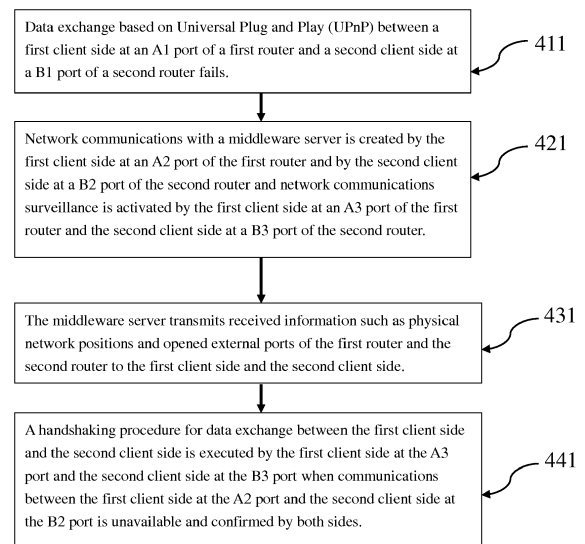 Data exchange based on Universal Plug and Play (UPnP) between a
first client side at an A1 port of a first router and a second client side at
a B1 port of a second router fails.
411
Network communications with a middleware server is created by the
first client side at an A2 port of the first router and by the second client
side at a B2 port of the second router and network communications
surveillance is activated by the first client side at an A3 port of the first
router and the second client side at a B3 port of the second router.
421
The middleware server transmits received information such as physical
network positions and opened external ports of the first router and the
second router to the first client side and the second client side.
431
A handshaking procedure for data exchange between the first client side
and the second client side is executed by the first client side at the A3
port and the second client side at the B3 port when communications
between the first client side at the A2 port and the second client side at
the B2 port is unavailable and confirmed by both sides.
441